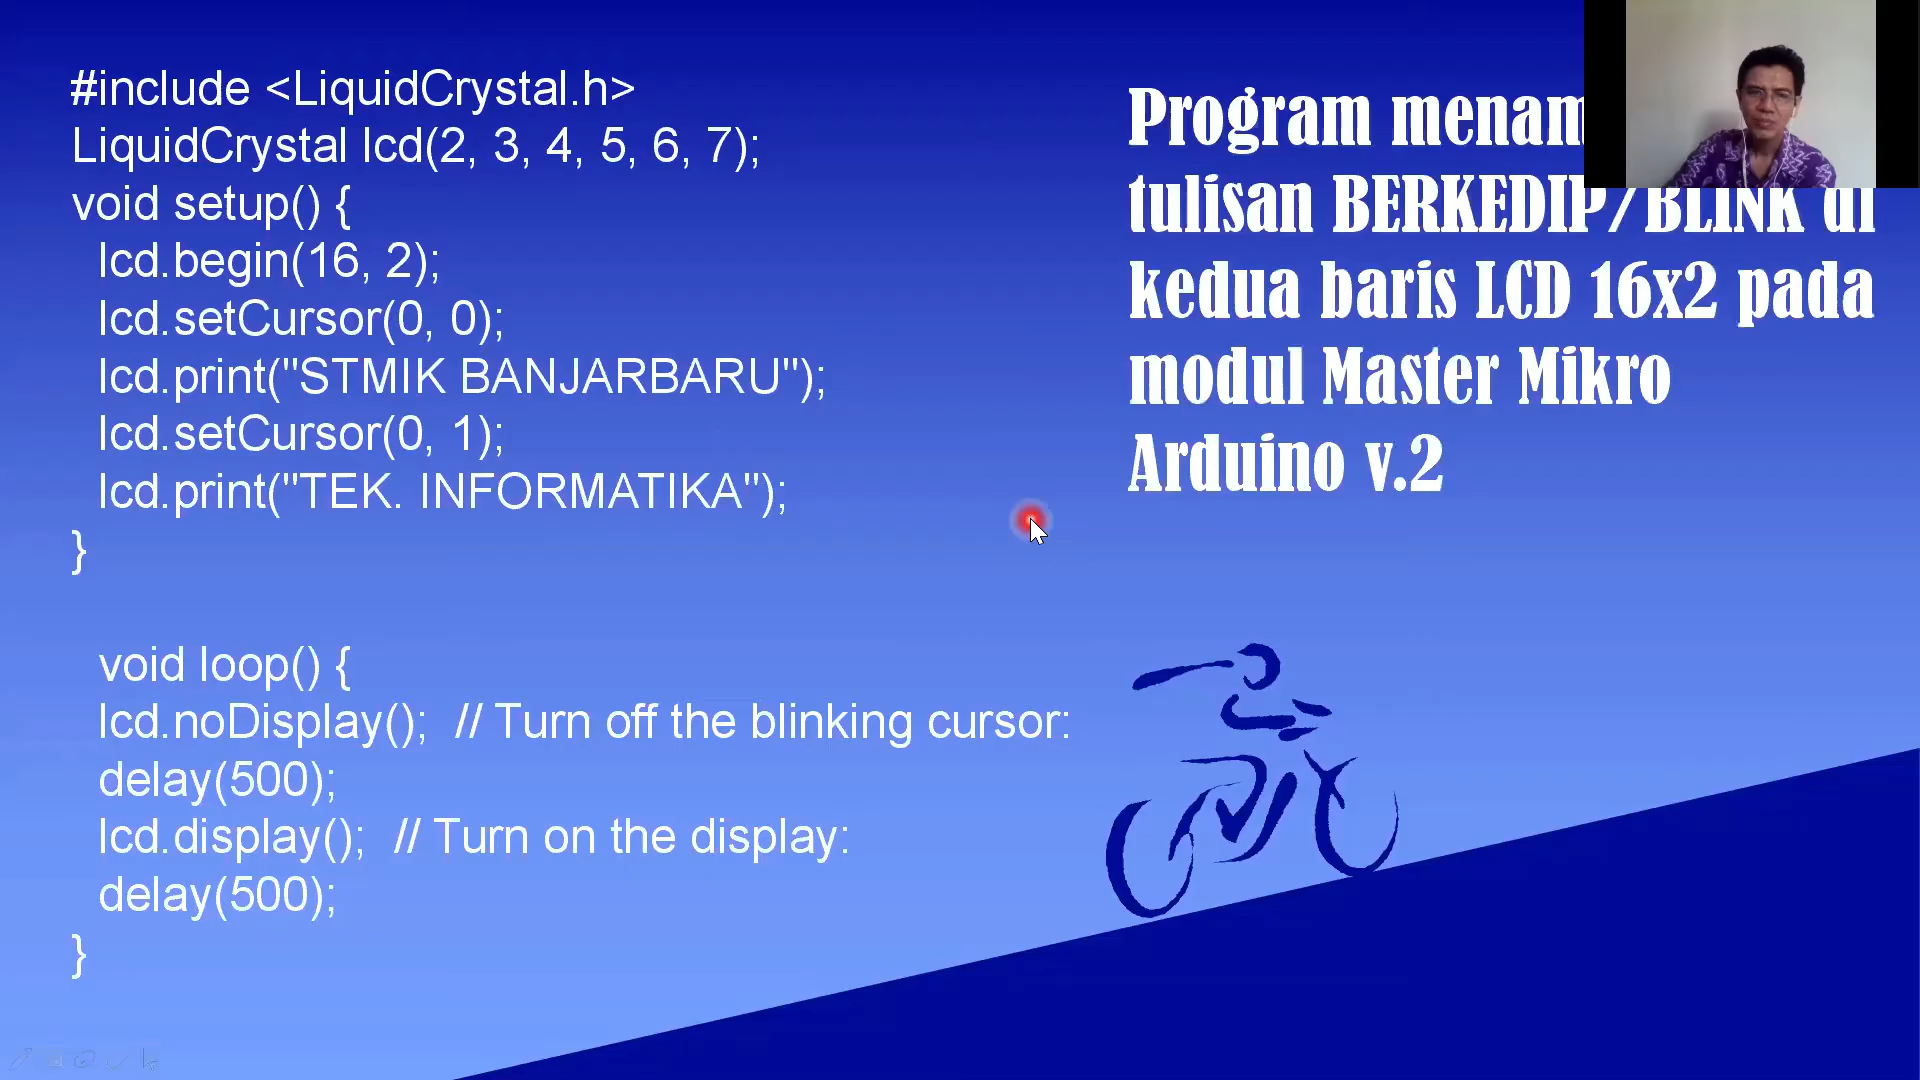 #include <LiquidCrystal.h>
LiquidCrystal lcd(2, 3, 4, 5, 6, 7);
void setup() {
lcd.begin(16, 2);
lcd.setCursor(0, 0);
lcd.print("STMIK BANJARBARU");
lcd.setCursor(0, 1);
lcd.print("TEK. INFORMATIKA");
}
void loop() {
lcd.noDisplay(); // Turn off the blinking cursor:
delay(500);
lcd.display(); // Turn on the display:
delay(500);
}
Program
tulisan BERKEDIP/BLINK di
kedua baris LCD 16x2 pada
modul Master Mikro
Arduino v.2